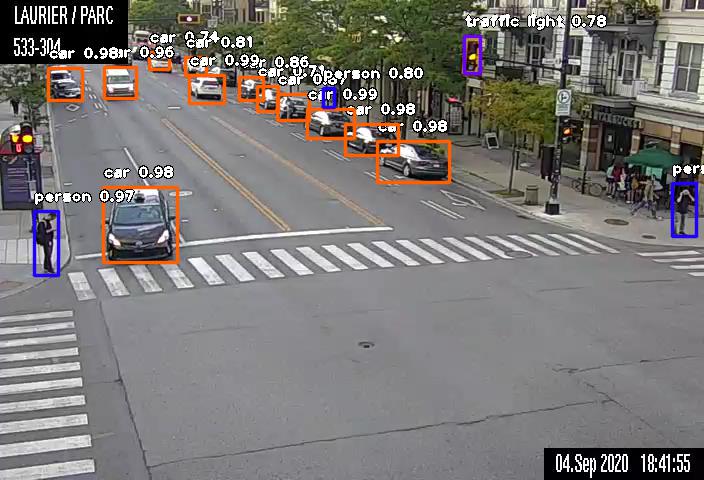 LAURIER / PARC
533-304
car 0.98
car 0.96
car 0.74
car 0.81
car 0.99
car 0.86
person 0.80
car 0.99
car 0.98
car 0.98
traffic light 0.78
P
car 0.98
person 0.97
pers
04.Sep 2020 18:41:55